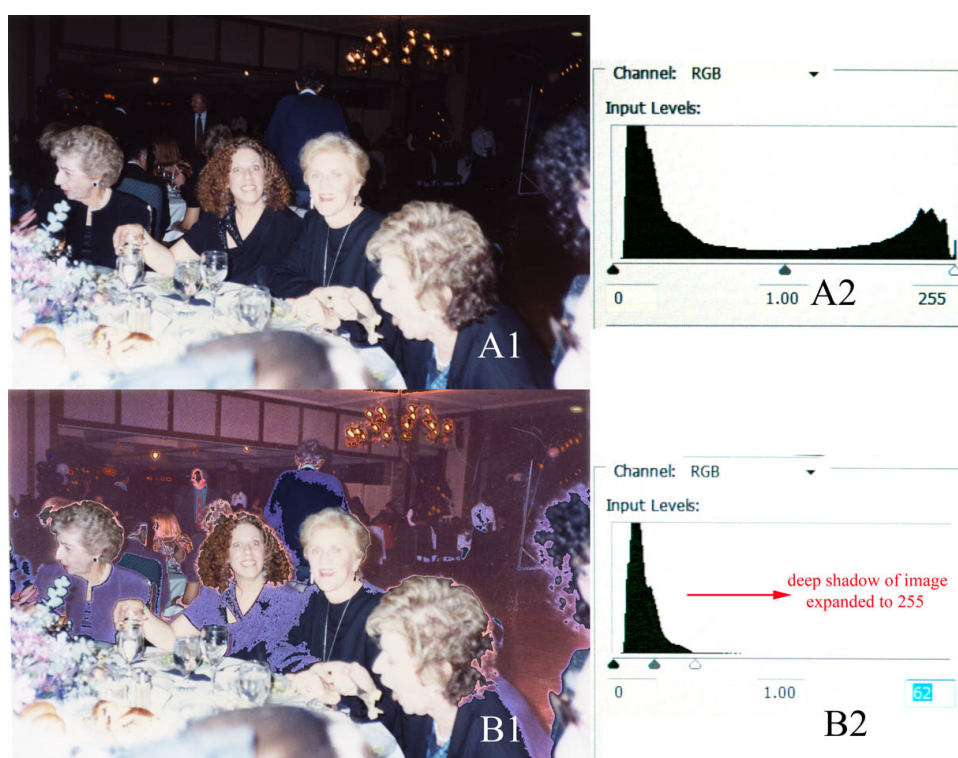 Channel: RGB
Input Levels:
0 1.00 255
A2
A1
Channel: RGB
Input Levels:
deep shadow of image
expanded to 255
0 1.00 62
B2
B1